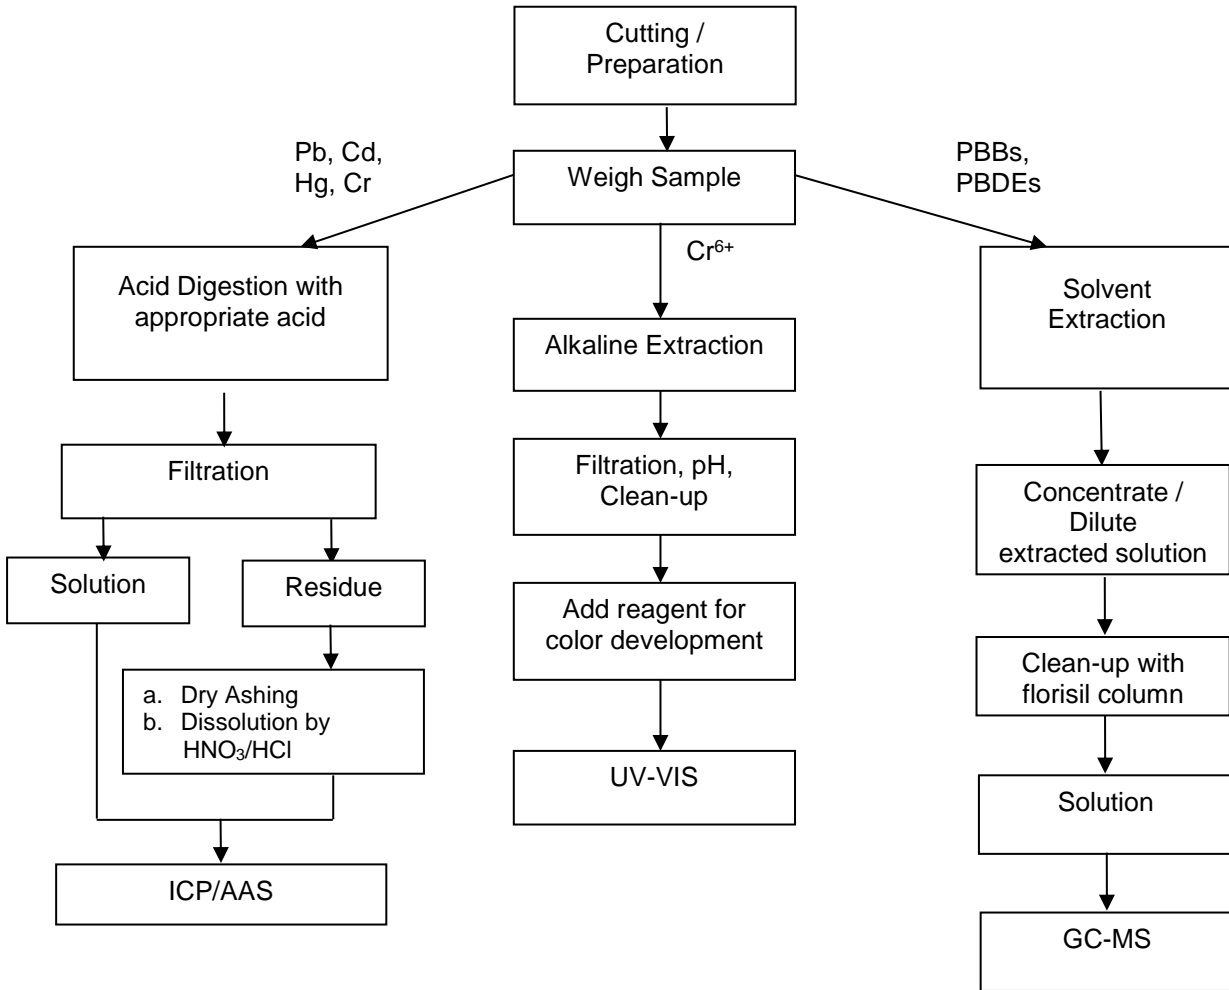 Cutting /
Preparation
Pb, Cd,
Hg, Cr
Weigh Sample
PBBs,
PBDEs
Cr⁶⁺
Acid Digestion with
appropriate acid
Filtration
Solution
Residue
a. Dry Ashing
b. Dissolution by
HNO₃/HCl
ICP/AAS
Alkaline Extraction
Filtration, pH,
Clean-up
Add reagent for
color development
UV-VIS
Solvent
Extraction
Concentrate /
Dilute
extracted solution
Clean-up with
florisil column
Solution
GC-MS